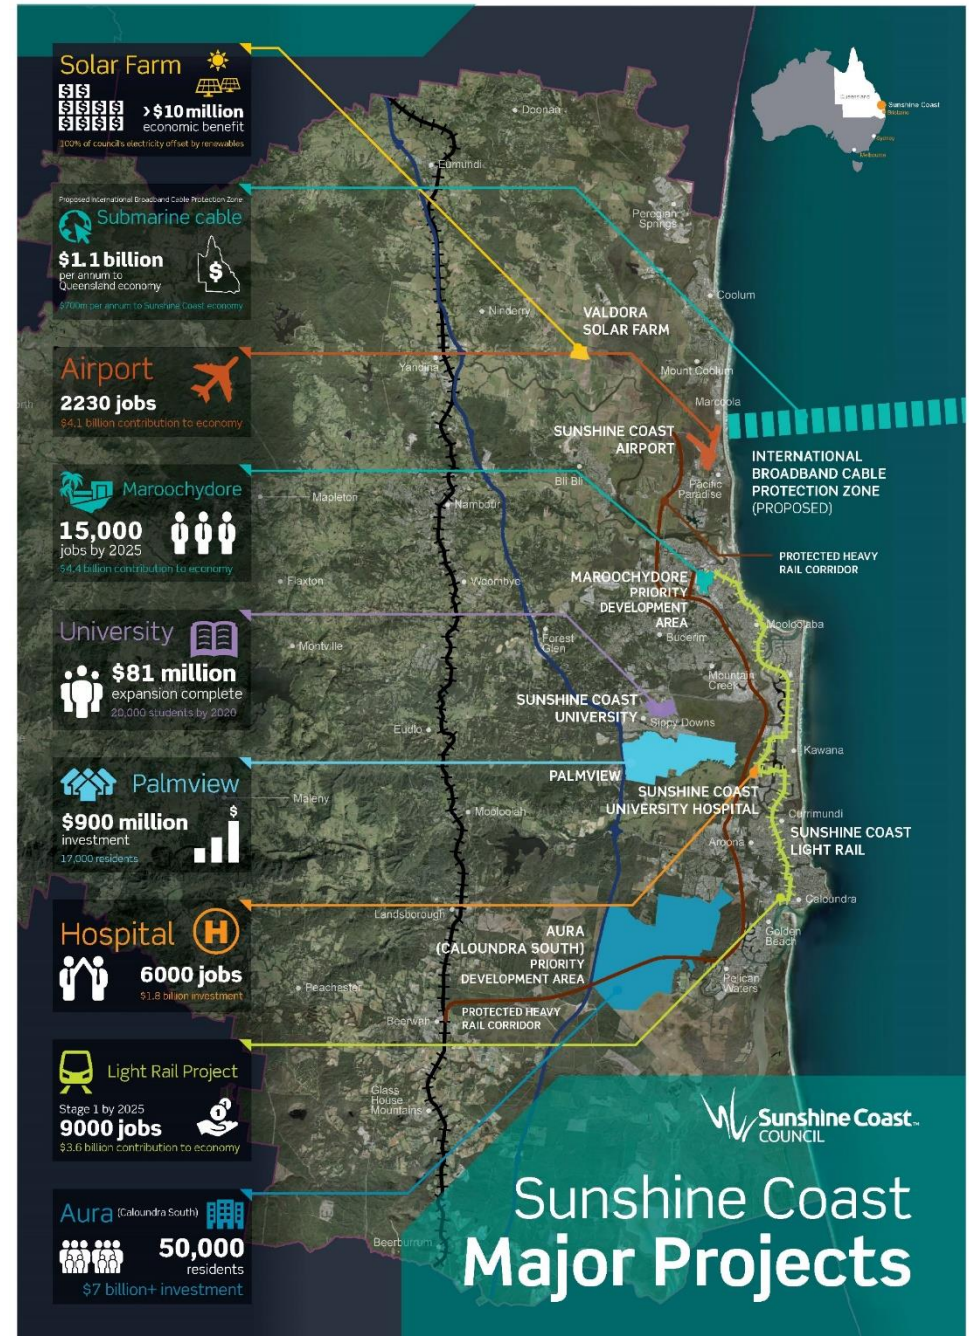 Solar Farm
>$10million
economic benefit
100% of council's electricity offset by renewables
Proposed International Broadband Cable Protection Zone
Submarine cable
$1.1 billion
per annum to
Queensland economy
$
$700m per annum to Sunshine Coast economy
Airport
2230 jobs
$4.1 billion contribution to economy
Maroochydore
15,000
jobs by 2025
$4.4 billion contribution to economy
University
$81 million
expansion complete
20,000 students by 2020
Palmview
$900 million
investment
$
17,000 residents
Hospital
H
6000 jobs
$1.8 billion investment
Light Rail Project
Stage 1 by 2025
9000 jobs
$3.6 billion contribution to economy
Aura (Caloundra South)
50,000
residents
$7 billion+ investment
Queensland
Sunshine Coast
Brisbane
Sydney
Melbourne
Doonan
Eumundi
Peregian
Springs
Coolum
Ninderry
VALDORA
SOLAR FARM
Yandina
Mount Coolum
Marcoola
SUNSHINE COAST
AIRPORT
INTERNATIONAL
BROADBAND CABLE
PROTECTION ZONE
(PROPOSED)
Bli Bli
Pacific
Paradise
Mapleton
Nambour
PROTECTED HEAVY
RAIL CORRIDOR
Flaxton
Woombye
MAROOCHYDORE
PRIORITY
DEVELOPMENT
AREA
Mooloolaba
Buderim
Forest
Glen
Montville
Mountain
Creek
SUNSHINE COAST
UNIVERSITY
Sippy Downs
Eudlo
Kawana
PALMVIEW
SUNSHINE COAST
UNIVERSITY HOSPITAL
Maleny
Mooloolah
Currimundi
SUNSHINE COAST
LIGHT RAIL
Aroona
Caloundra
Landsborough
Golden
Beach
AURA
(CALOUNDRA SOUTH)
PRIORITY
DEVELOPMENT AREA
Pelican
Waters
Peachester
Beerwah
PROTECTED HEAVY
RAIL CORRIDOR
Glass
House
Mountains
Beerburrum
Sunshine Coast™
COUNCIL
Sunshine Coast
Major Projects